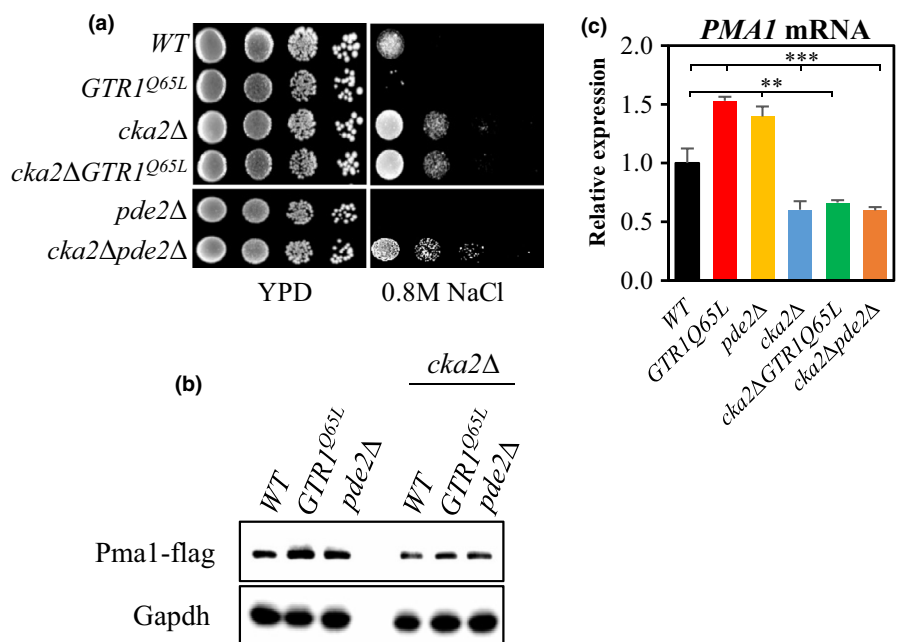 (a)
WT
GTR1Q65L
cka2Δ
cka2ΔGTR1Q65L
pde2Δ
cka2Δpde2Δ
YPD
0.8M NaCl
(c)
PMA1 mRNA
Relative expression
2.0
1.5
1.0
0.5
0.0
***
**
WT
GTR1Q65L
pde2Δ
cka2Δ
cka2ΔGTR1Q65L
cka2Δpde2Δ
(b)
cka2Δ
WT
GTR1Q65L
pde2Δ
WT
GTR1Q65L
pde2Δ
Pma1-flag
Gapdh